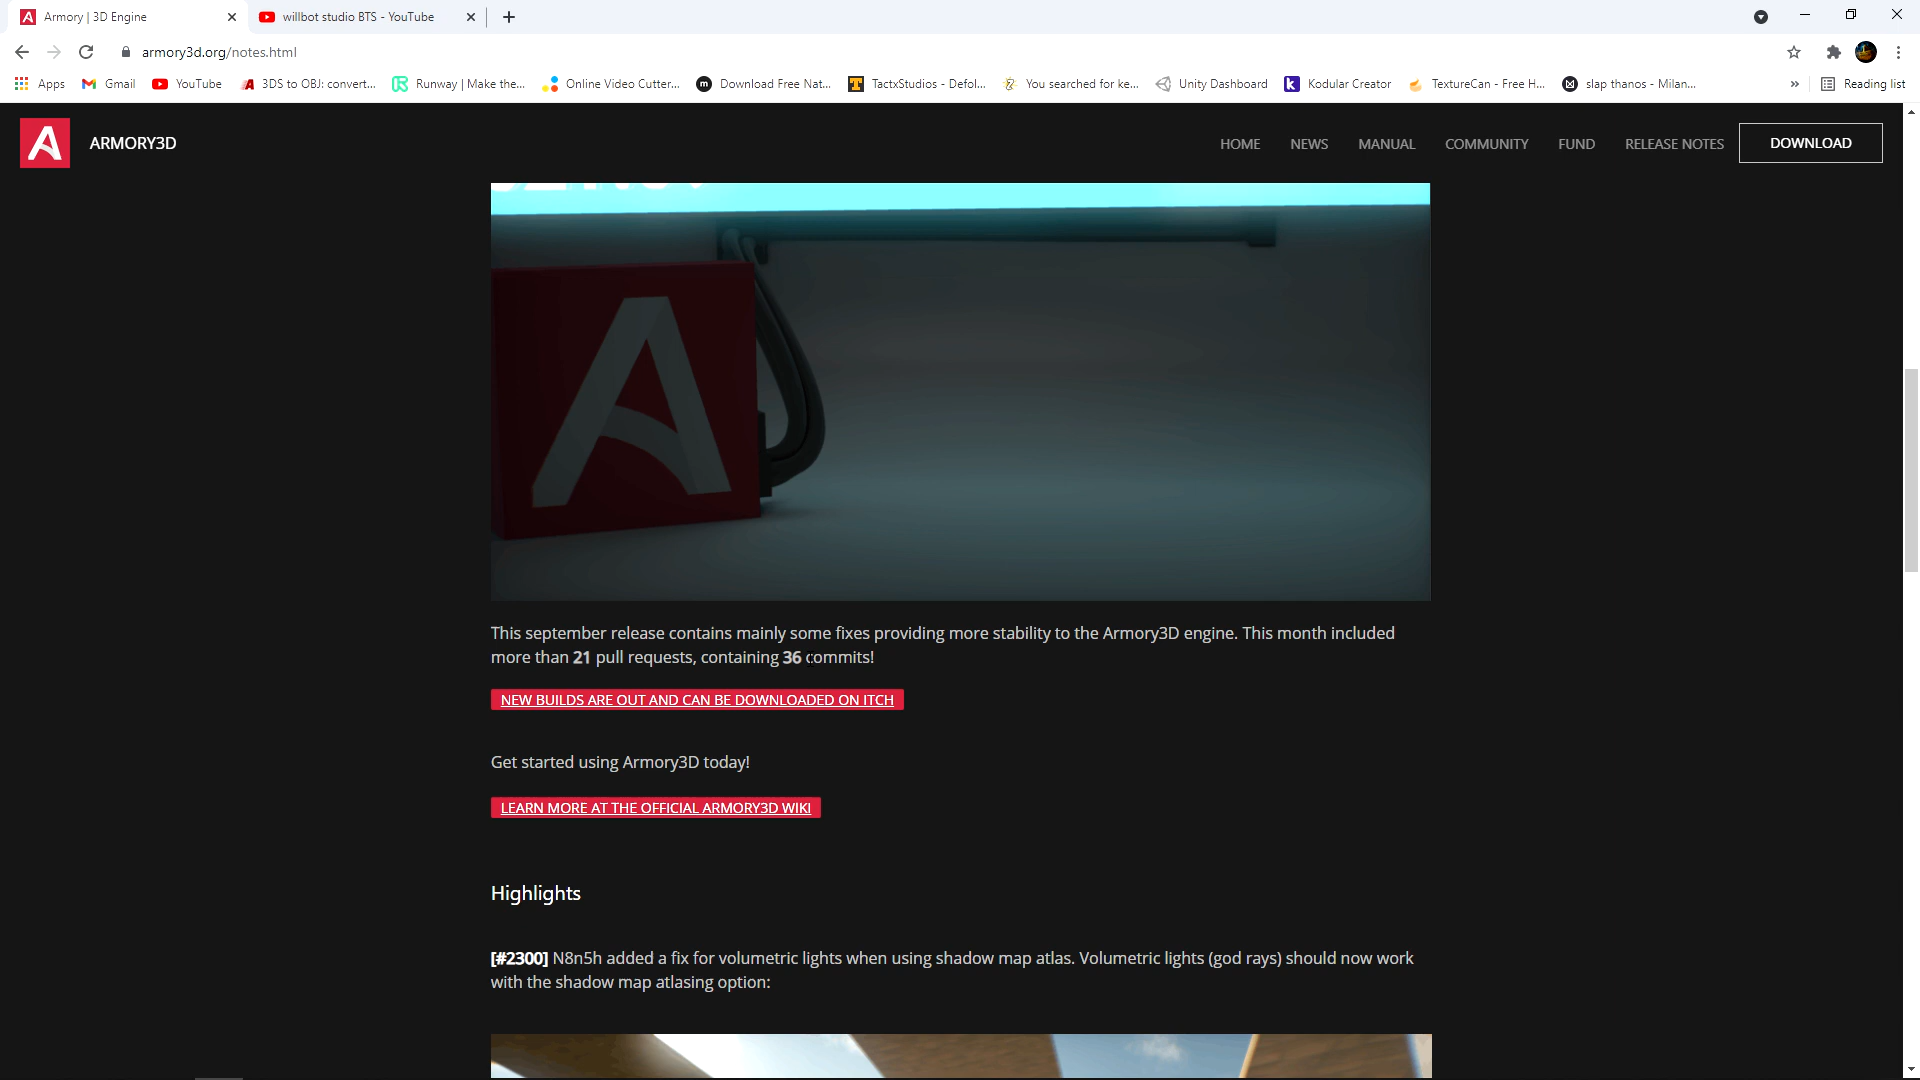 Armory | 3D Engine
willbot studio BTS - YouTube
armory3d.org/notes.html
Apps
Gmail
YouTube
3DS to OBJ: convert...
Runway | Make the...
Online Video Cutter...
Download Free Nat...
TactxStudios - Defol...
You searched for ke...
Unity Dashboard
Kodular Creator
TextureCan - Free H...
slap thanos - Milan...
»
Reading list
ARMORY3D
HOME
NEWS
MANUAL
COMMUNITY
FUND
RELEASE NOTES
DOWNLOAD
This september release contains mainly some fixes providing more stability to the Armory3D engine. This month included
more than 21 pull requests, containing 36 commits!
NEW BUILDS ARE OUT AND CAN BE DOWNLOADED ON ITCH
Get started using Armory3D today!
LEARN MORE AT THE OFFICIAL ARMORY3D WIKI
Highlights
[#2300] N8n5h added a fix for volumetric lights when using shadow map atlas. Volumetric lights (god rays) should now work
with the shadow map atlasing option: